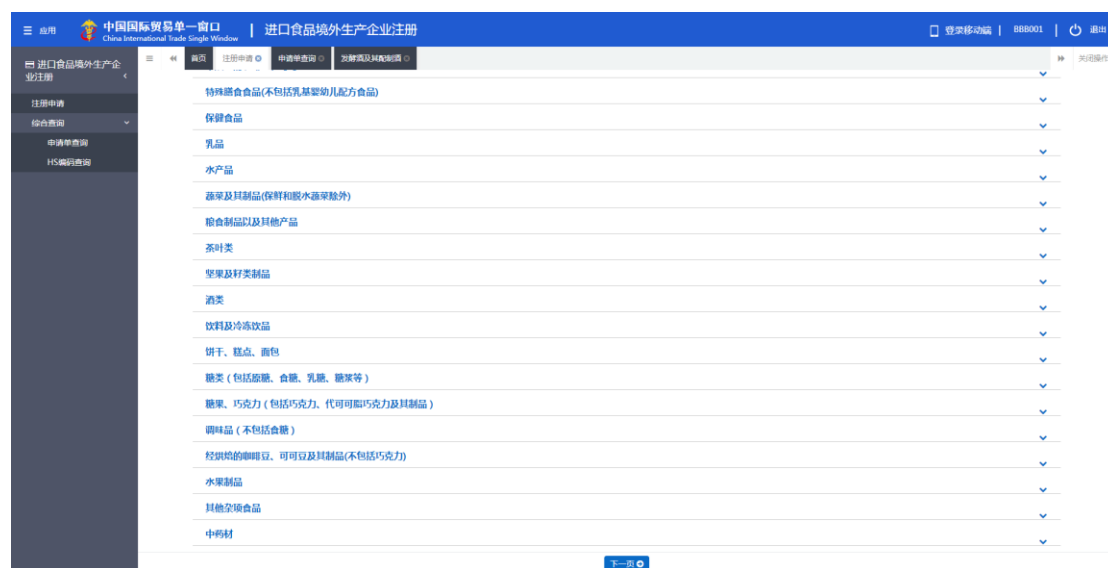 应用
中国国际贸易单一窗口
China International Trade Single Window
进口食品境外生产企业注册
登录移动端
BBB001
退出
进口食品境外生产企
业注册
首页
注册申请
申请单查询
发酵酒及其配制酒
关闭操作
注册申请
综合查询
申请单查询
HS编码查询
特殊膳食食品(不包括乳基婴幼儿配方食品)
保健食品
乳品
水产品
蔬菜及其制品(保鲜和脱水蔬菜除外)
粮食制品以及其他产品
茶叶类
坚果及籽类制品
酒类
饮料及冷冻饮品
饼干、糕点、面包
糖类(包括原糖、食糖、乳糖、糖浆等)
糖果、巧克力(包括巧克力、代可可脂巧克力及其制品)
调味品(不包括食糖)
经烘焙的咖啡豆、可可豆及其制品(不包括巧克力)
水果制品
其他杂项食品
中药材
下一页